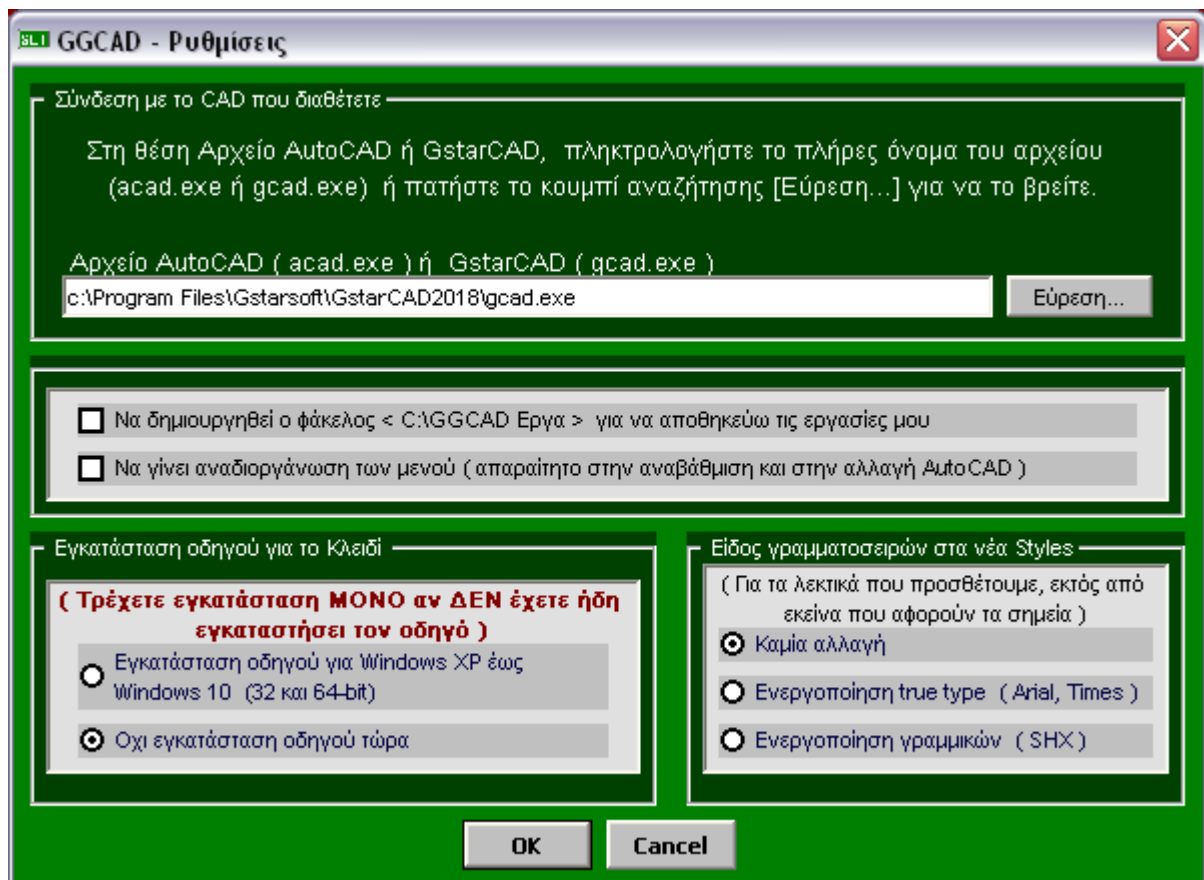 SLT GGCAD - Ρυθμίσεις
Σύνδεση με το CAD που διαθέτετε
Στη θέση Αρχείο AutoCAD ή GstarCAD, πληκτρολογήστε το πλήρες όνομα του αρχείου
(acad.exe ή gcad.exe) ή πατήστε το κουμπί αναζήτησης [Εύρεση...] για να το βρείτε.
Αρχείο AutoCAD ( acad.exe ) ή GstarCAD ( gcad.exe )
c:\Program Files\Gstarsoft\GstarCAD2018\gcad.exe
Εύρεση...
Να δημιουργηθεί ο φάκελος < C:\GGCAD Εργα > για να αποθηκεύω τις εργασίες μου
Να γίνει αναδιοργάνωση των μενού ( απαραίτητο στην αναβάθμιση και στην αλλαγή AutoCAD )
Εγκατάσταση οδηγού για το Κλειδί
( Τρέχετε εγκατάσταση ΜΟΝΟ αν ΔΕΝ έχετε ήδη
εγκαταστήσει τον οδηγό )
Εγκατάσταση οδηγού για Windows XP έως
Windows 10 (32 και 64-bit)
Οχι εγκατάσταση οδηγού τώρα
Είδος γραμματοσειρών στα νέα Styles
( Για τα λεκτικά που προσθέτουμε, εκτός από
εκείνα που αφορούν τα σημεία )
Καμία αλλαγή
Ενεργοποίηση true type ( Arial, Times )
Ενεργοποίηση γραμμικών ( SHX )
OK
Cancel